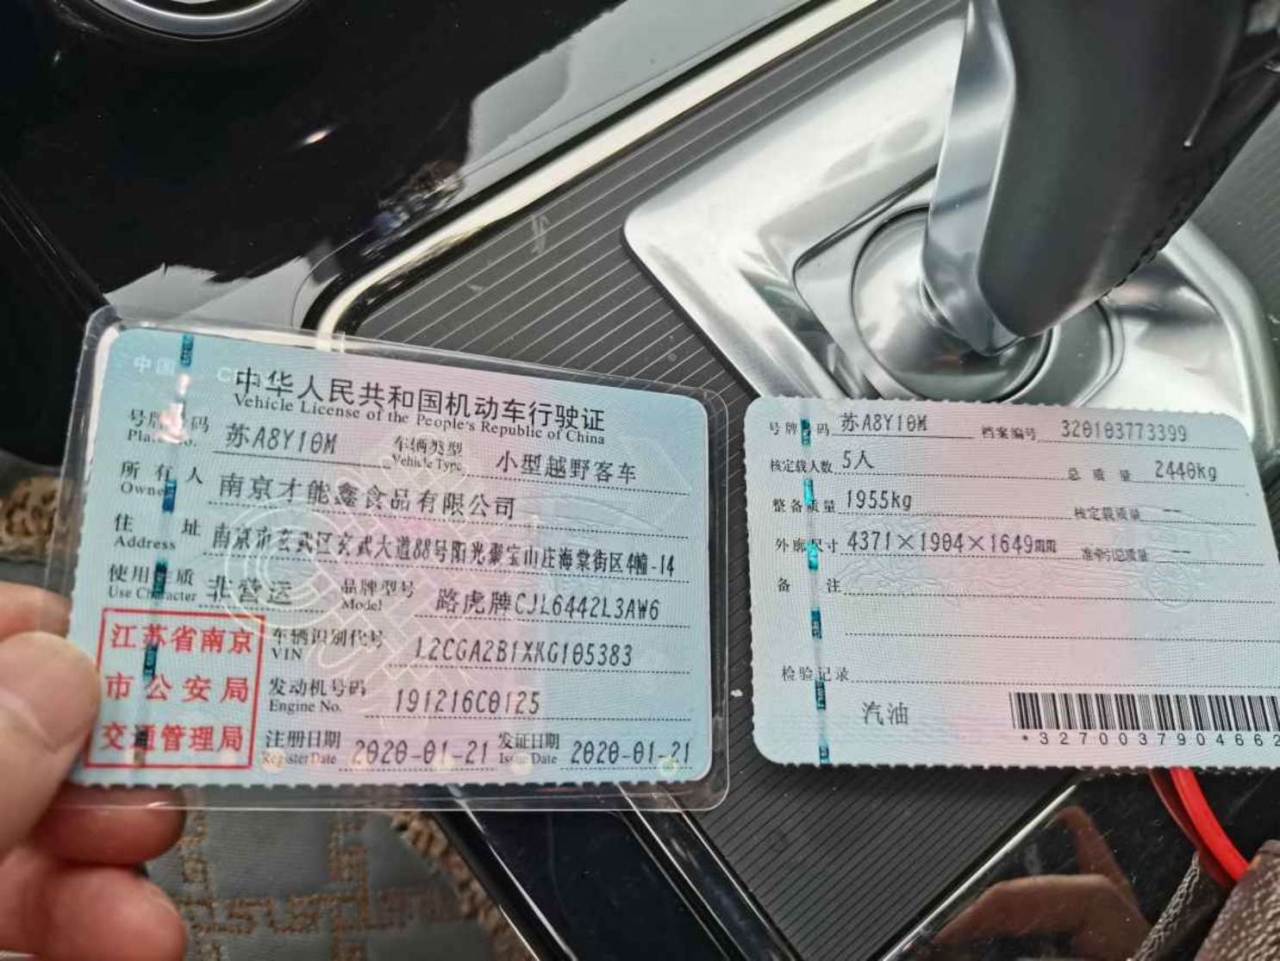 中华人民共和国机动车行驶证
Vehicle License of the People's Republic of China
号牌号码 苏A8Y10M 车辆类型 小型越野客车
Plate No. Vehicle Type
所有人 南京才能鑫食品有限公司
Owner
住址 南京市玄武区玄武大道88号阳光聚宝山庄海棠街区4幢-14
Address
使用性质 非营运 品牌型号 路虎牌CJL6442L3AW6
Use Character Model
江苏省南京
市公安局
交通管理局
车辆识别代号 L2CGA2B1XKG105383
VIN
发动机号码 191216C0125
Engine No.
注册日期 2020-01-21 发证日期 2020-01-21
Register Date Issue Date
号牌号码 苏A8Y10M 档案编号 320103773399
核定载人数 5人 总质量 2440kg
整备质量 1955kg 核定载质量 --
外廓尺寸 4371×1904×1649 准牵引总质量 --
备注
检验记录
汽油
*327003790466